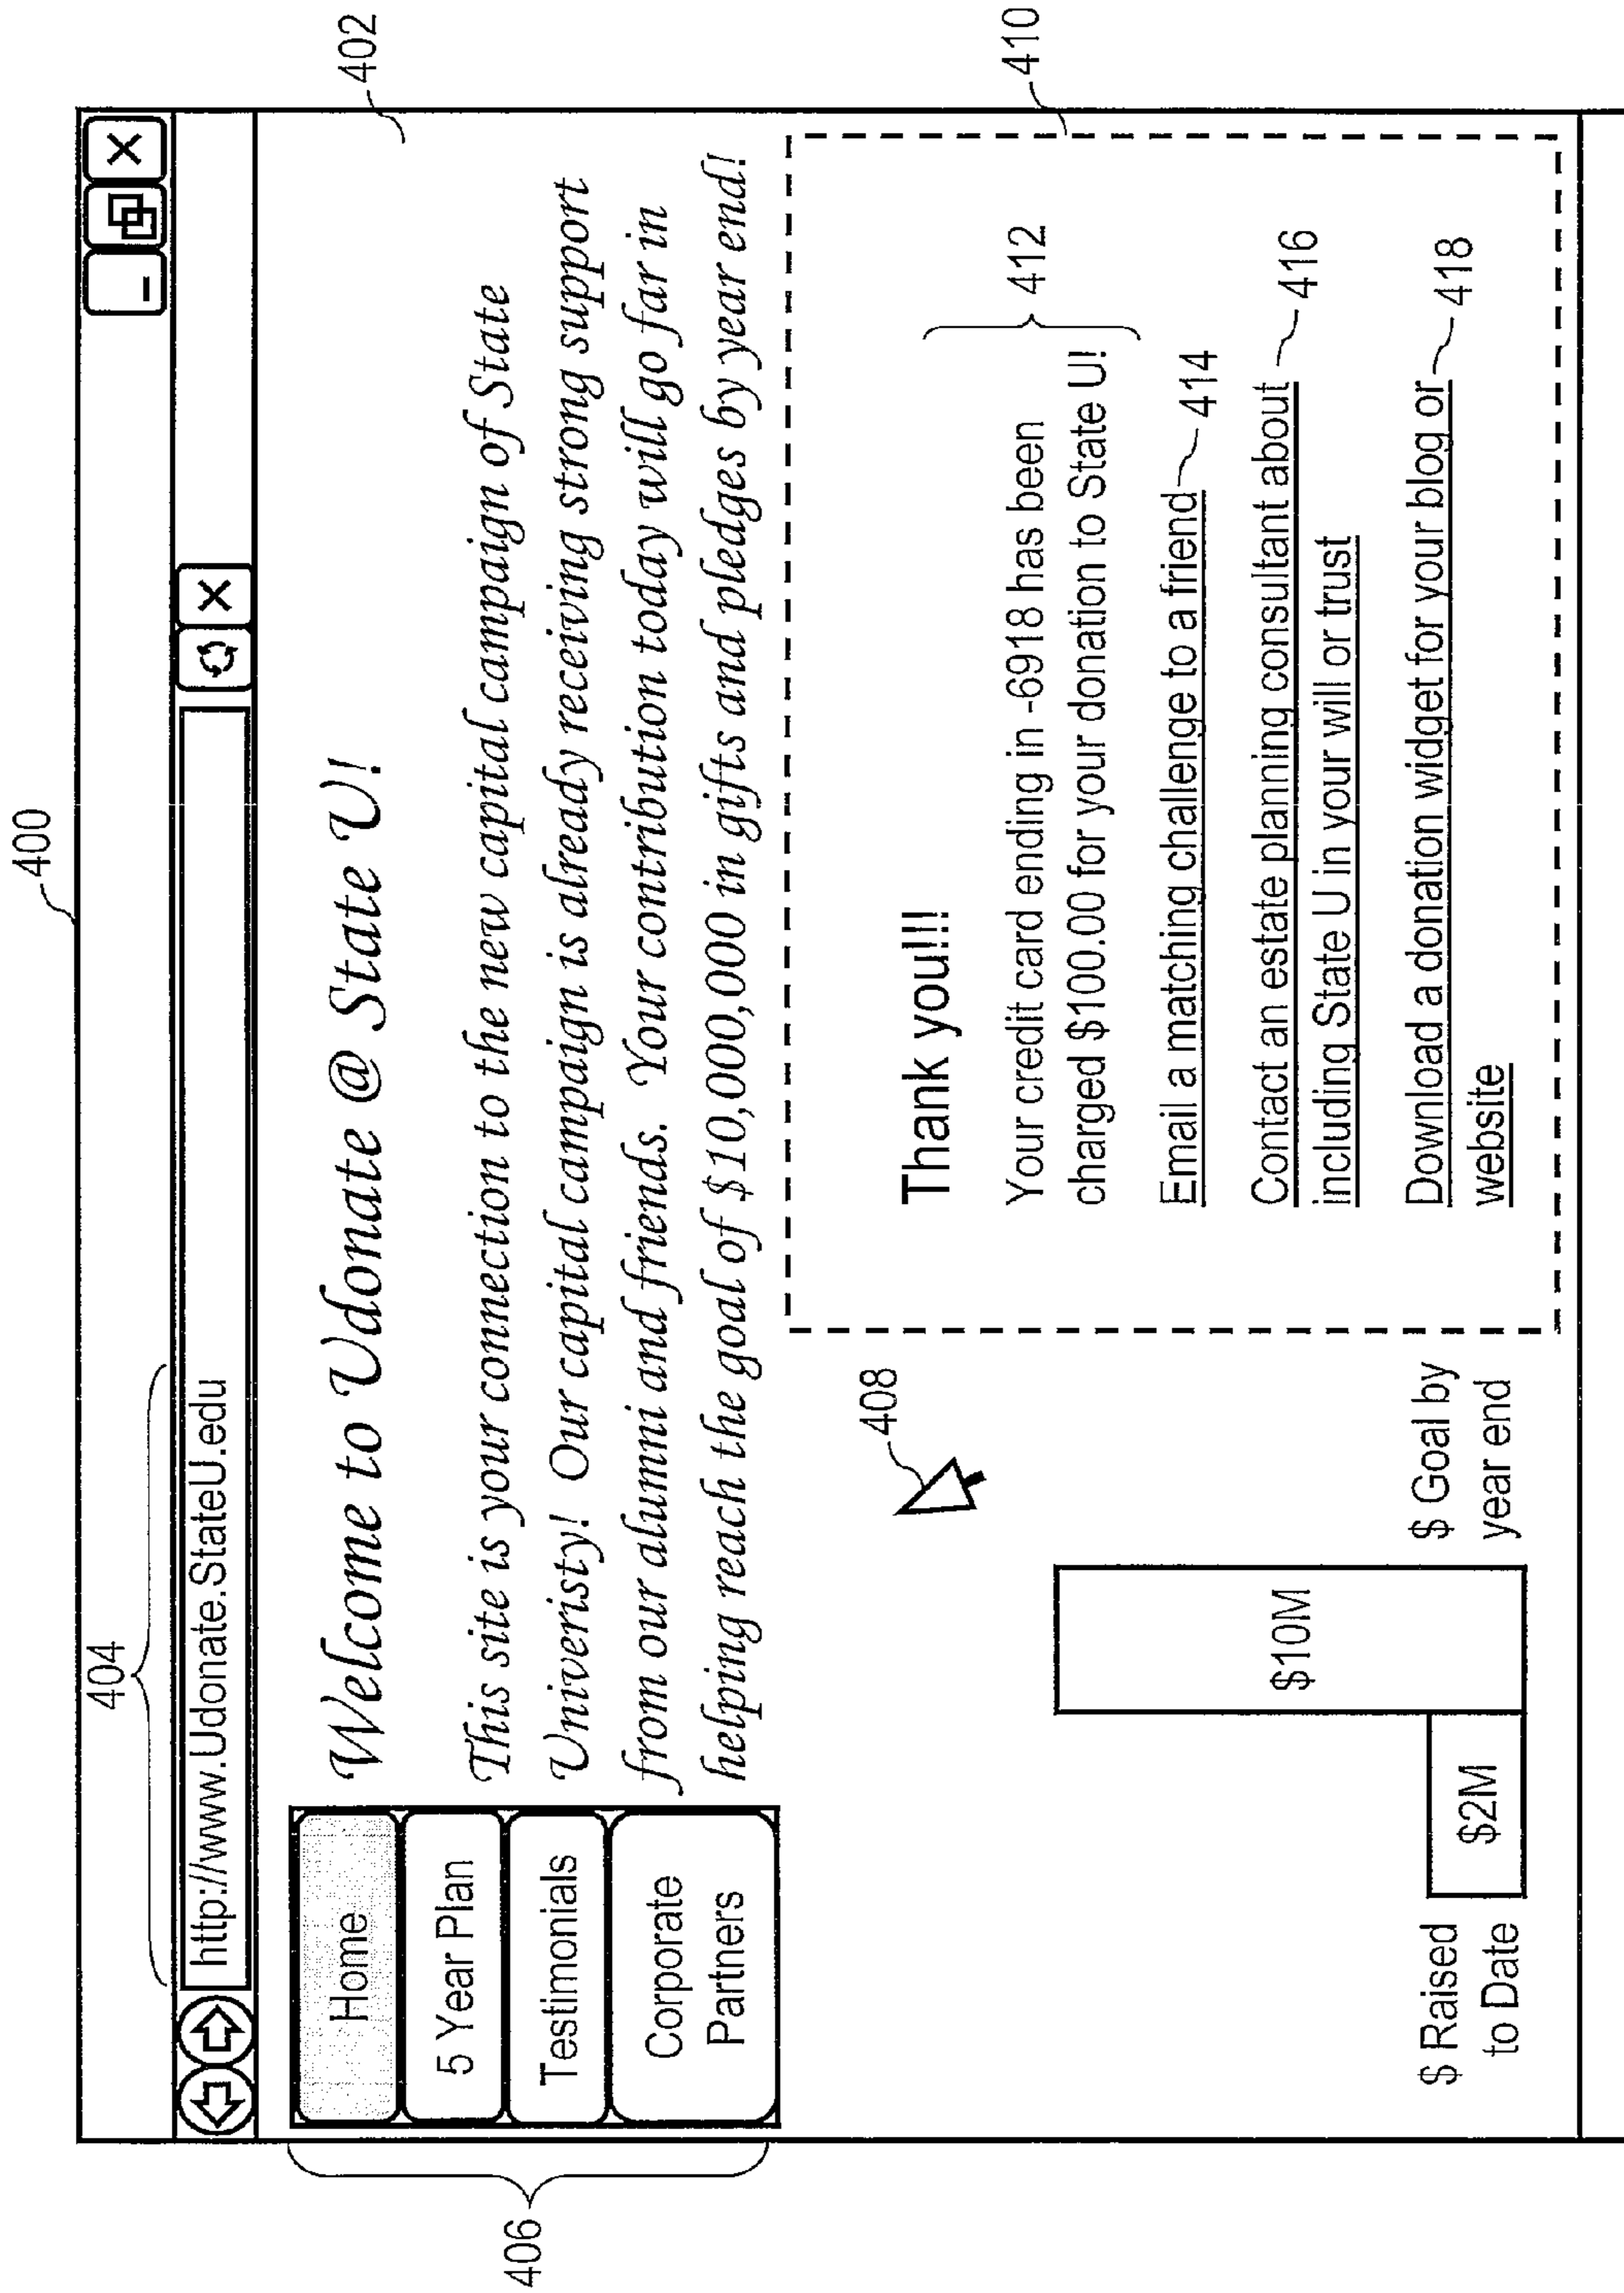 400
404
http://www.Udonate.StateU.edu
402
406
Home
5 Year Plan
Testimonials
Corporate
Partners
Welcome to Udonate @ State U!
This site is your connection to the new capital campaign of State
Univeristy! Our capital campaign is already receiving strong support
from our alumni and friends. Your contribution today will go far in
helping reach the goal of $10,000,000 in gifts and pledges by year end!
408
$ Raised
to Date
$2M
$10M
$ Goal by
year end
410
Thank you!!!
Your credit card ending in -6918 has been
charged $100.00 for your donation to State U!
412
Email a matching challenge to a friend
414
Contact an estate planning consultant about
including State U in your will or trust
416
Download a donation widget for your blog or
website
418